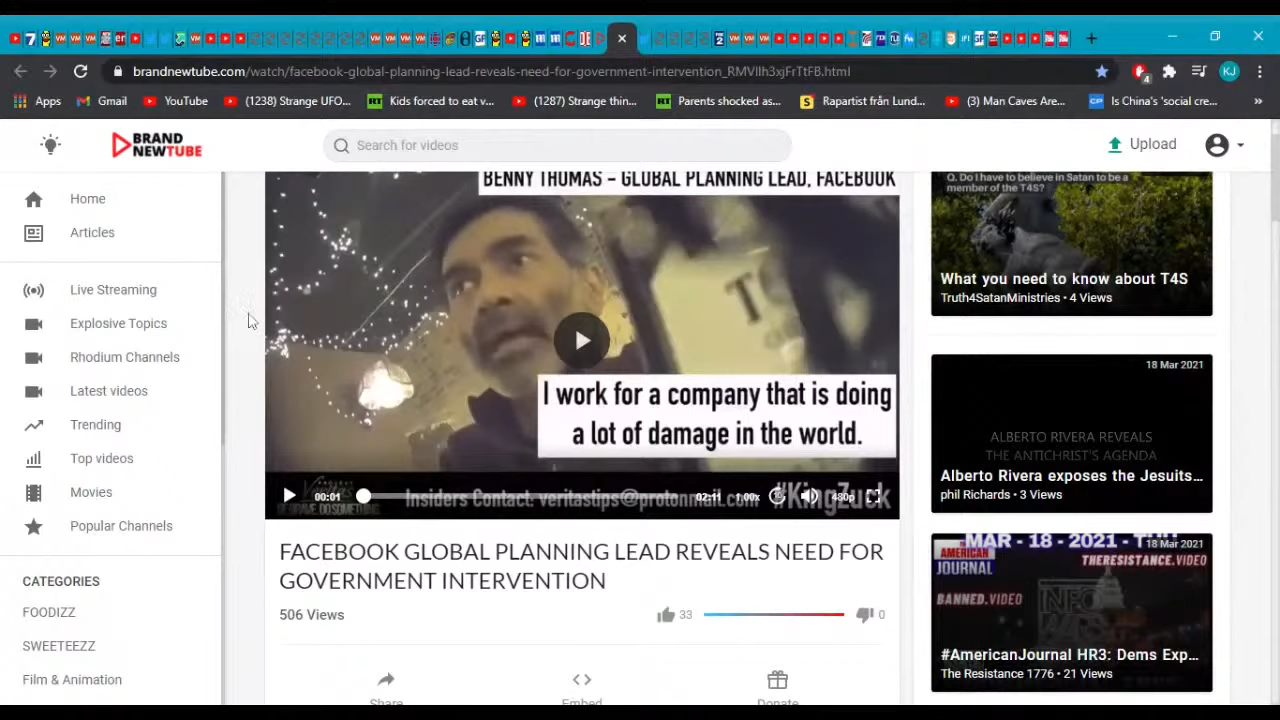 brandnewtube.com/watch/facebook-global-planning-lead-reveals-need-for-government-intervention_RMVIlh3xjFrTtFB.html
Apps
Gmail
YouTube
(1238) Strange UFO...
Kids forced to eat v...
(1287) Strange thin...
Parents shocked as...
Rapartist från Lund...
(3) Man Caves Are...
Is China's 'social cre...
»
BRAND
NEWTUBE
Search for videos
Upload
Home
Articles
Live Streaming
Explosive Topics
Rhodium Channels
Latest videos
Trending
Top videos
Movies
Popular Channels
CATEGORIES
FOODIZZ
SWEETEEZZ
Film & Animation
BENNY THOMAS – GLOBAL PLANNING LEAD, FACEBOOK
I work for a company that is doing
a lot of damage in the world.
Insiders Contact: veritastips@protonmail.com #KingZuck
00:01
02:11
1.00x
480p
FACEBOOK GLOBAL PLANNING LEAD REVEALS NEED FOR
GOVERNMENT INTERVENTION
506 Views
33
0
Share
Embed
Donate
Q. Do I have to believe in Satan to be a
member of the T4S?
What you need to know about T4S
Truth4SatanMinistries • 4 Views
18 Mar 2021
ALBERTO RIVERA REVEALS
THE ANTICHRIST'S AGENDA
Alberto Rivera exposes the Jesuits...
phil Richards • 3 Views
18 Mar 2021
THE AMERICAN
JOURNAL
THERESISTANCE.VIDEO
BANNED.VIDEO
INFO
WARS
#AmericanJournal HR3: Dems Exp...
The Resistance 1776 • 21 Views
KJ
4